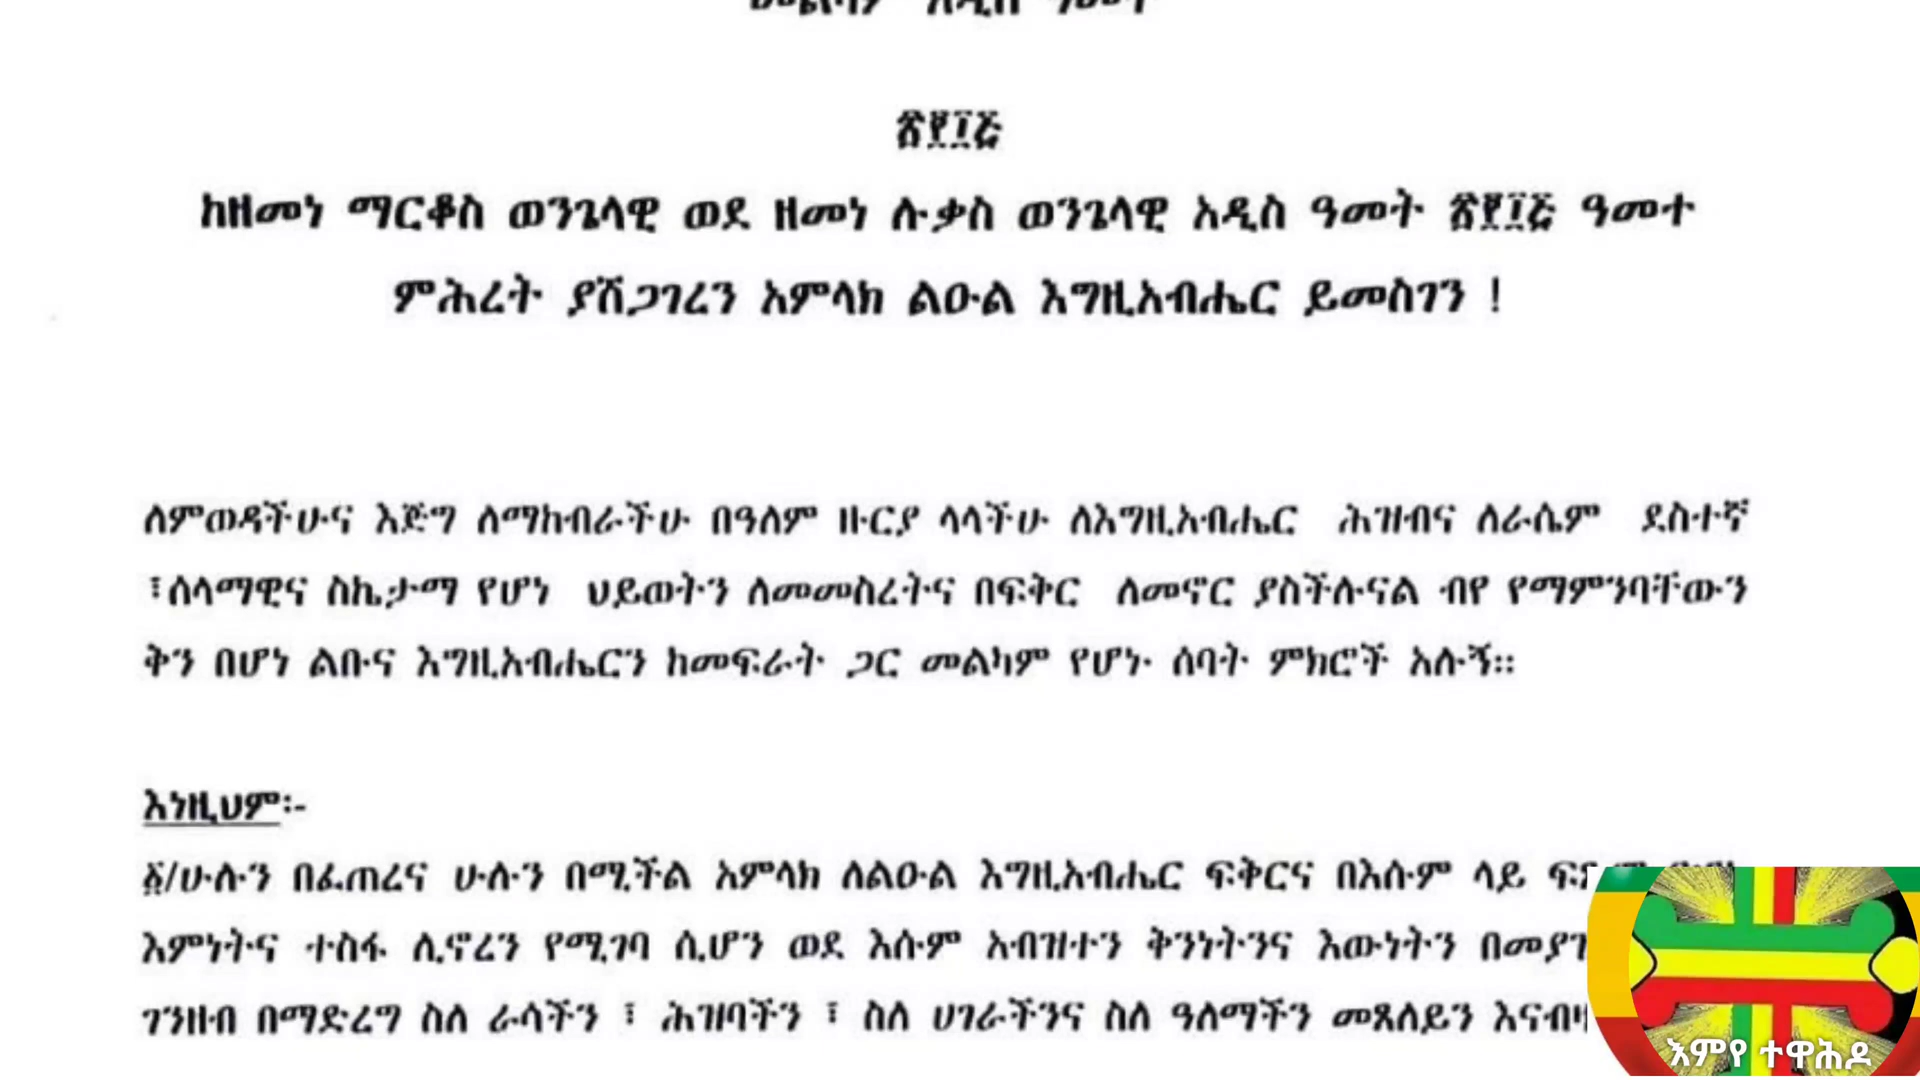 መልካም አዲስ ዓመት
፳፻፲፭
ከዘመነ ማርቆስ ወንጌላዊ ወደ ዘመነ ሉቃስ ወንጌላዊ አዲስ ዓመት ፳፻፲፭ ዓመተ
ምሕረት ያሸጋገረን አምላክ ልዑል እግዚአብሔር ይመስገን !
ለምወዳችሁና እጅግ ለማከብራችሁ በዓለም ዙርያ ላላችሁ ለእግዚአብሔር ሕዝብና ለራሴም ደስተኛ
፣ሰላማዊና ስኬታማ የሆነ ህይወትን ለመመስረትና በፍቅር ለመኖር ያስችሉናል ብየ የማምንባቸውን
ቅን በሆነ ልቡና እግዚአብሔርን ከመፍራት ጋር መልካም የሆኑ ሰባት ምክሮች አሉኝ።
እነዚህም፡-
፩/ሁሉን በፈጠረና ሁሉን በሚችል አምላክ ለልዑል እግዚአብሔር ፍቅርና በእሱም ላይ
እምነትና ተስፋ ሊኖረን የሚገባ ሲሆን ወደ እሱም አብዝተን ቅንነትንና እውነትን
ገንዘብ በማድረግ ስለ ራሳችን ፣ ሕዝባችን ፣ ስለ ሀገራችንና ስለ ዓለማችን መጸለይን
እምየ ተዋሕዶ